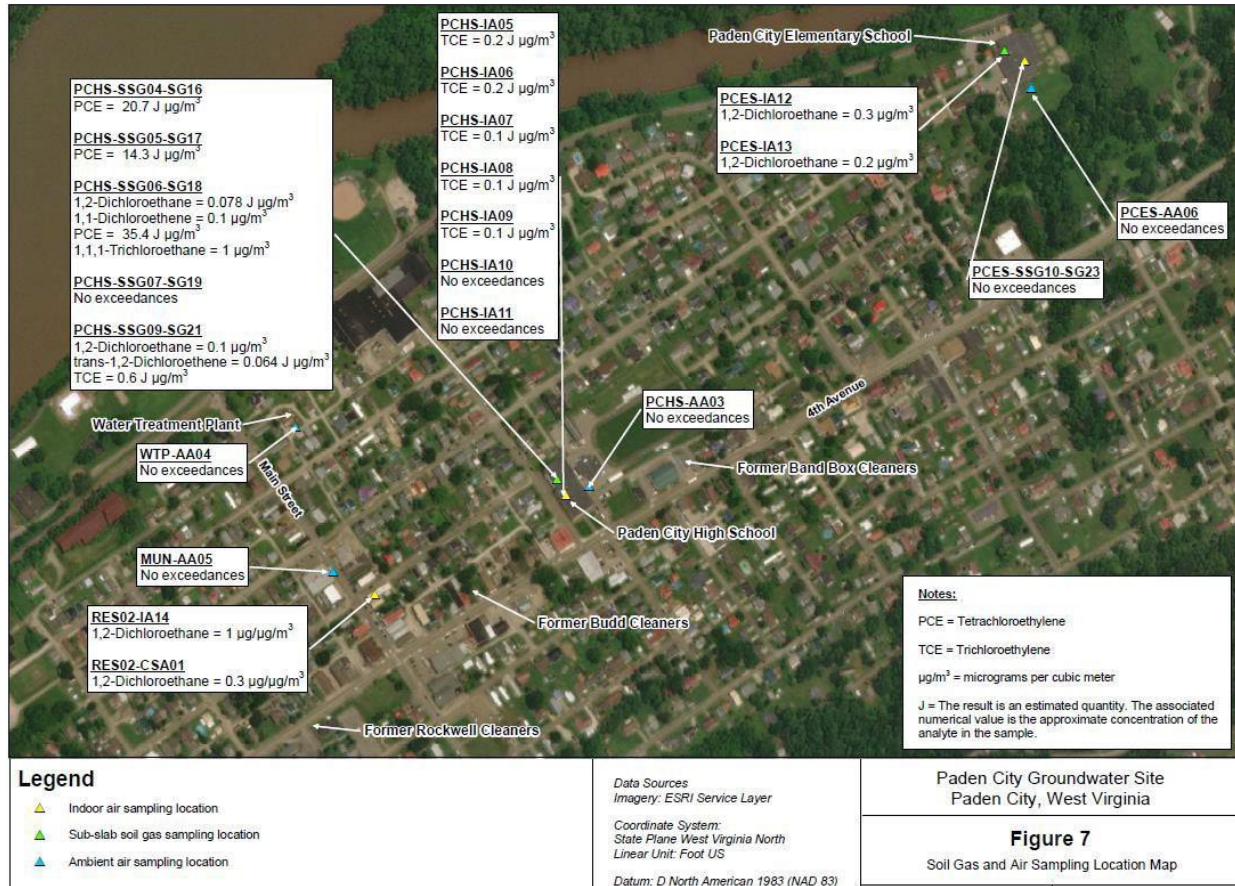 PCHS-SSG04-SG16
PCE = 20.7 J µg/m³
PCHS-SSG05-SG17
PCE = 14.3 J µg/m³
PCHS-SSG06-SG18
1,2-Dichloroethane = 0.078 J µg/m³
1,1-Dichloroethene = 0.1 µg/m³
PCE = 35.4 J µg/m³
1,1,1-Trichloroethane = 1 µg/m³
PCHS-SSG07-SG19
No exceedances
PCHS-SSG09-SG21
1,2-Dichloroethane = 0.1 µg/m³
trans-1,2-Dichloroethene = 0.064 J µg/m³
TCE = 0.6 J µg/m³
PCHS-IA05
TCE = 0.2 J µg/m³
PCHS-IA06
TCE = 0.2 J µg/m³
PCHS-IA07
TCE = 0.1 J µg/m³
PCHS-IA08
TCE = 0.1 J µg/m³
PCHS-IA09
TCE = 0.1 J µg/m³
PCHS-IA10
No exceedances
PCHS-IA11
No exceedances
Paden City Elementary School
PCES-IA12
1,2-Dichloroethane = 0.3 µg/m³
PCES-IA13
1,2-Dichloroethane = 0.2 µg/m³
PCES-AA06
No exceedances
PCES-SSG10-SG23
No exceedances
4th Avenue
PCHS-AA03
No exceedances
Water Treatment Plant
WTP-AA04
No exceedances
Main Street
Former Band Box Cleaners
Paden City High School
MUN-AA05
No exceedances
RES02-IA14
1,2-Dichloroethane = 1 µg/µg/m³
RES02-CSA01
1,2-Dichloroethane = 0.3 µg/µg/m³
Former Budd Cleaners
Former Rockwell Cleaners
Notes:
PCE = Tetrachloroethylene
TCE = Trichloroethylene
µg/m³ = micrograms per cubic meter
J = The result is an estimated quantity. The associated
numerical value is the approximate concentration of the
analyte in the sample.
Legend
Indoor air sampling location
Sub-slab soil gas sampling location
Ambient air sampling location
Data Sources
Imagery: ESRI Service Layer
Coordinate System:
State Plane West Virginia North
Linear Unit: Foot US
Datum: D North American 1983 (NAD 83)
Paden City Groundwater Site
Paden City, West Virginia
Figure 7
Soil Gas and Air Sampling Location Map